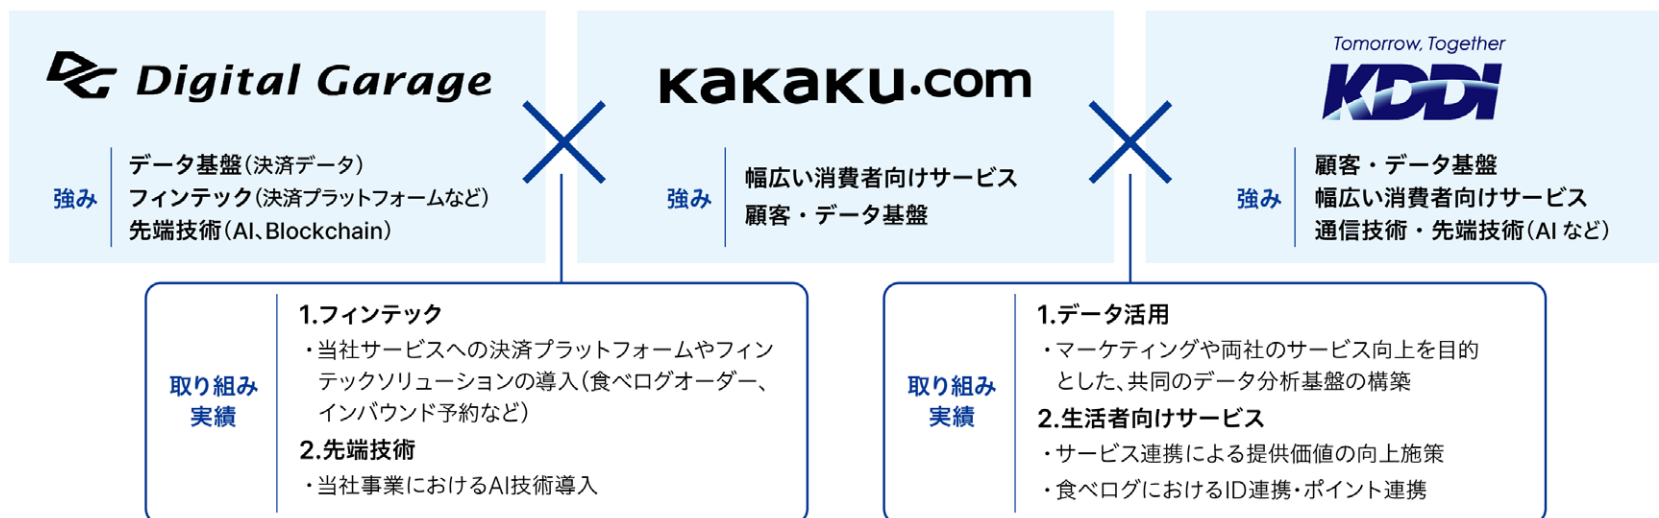 Digital Garage
強み
データ基盤(決済データ)
フィンテック(決済プラットフォームなど)
先端技術(AI、Blockchain)
kakaku.com
強み
幅広い消費者向けサービス
顧客・データ基盤
Tomorrow, Together
KDDI
強み
顧客・データ基盤
幅広い消費者向けサービス
通信技術・先端技術(AI など)
取り組み
実績
1.フィンテック
・当社サービスへの決済プラットフォームやフィン
テックソリューションの導入(食べログオーダー、
インバウンド予約など)
2.先端技術
・当社事業におけるAI技術導入
取り組み
実績
1.データ活用
・マーケティングや両社のサービス向上を目的
とした、共同のデータ分析基盤の構築
2.生活者向けサービス
・サービス連携による提供価値の向上施策
・食べログにおけるID連携・ポイント連携